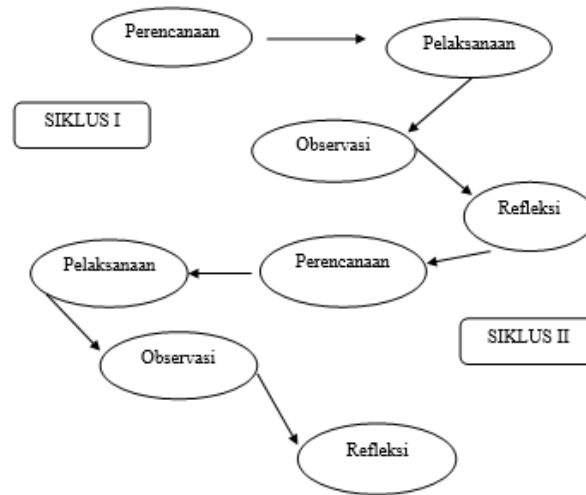 Perencanaan
Pelaksanaan
SIKLUS I
Observasi
Refleksi
Perencanaan
Pelaksanaan
SIKLUS II
Observasi
Refleksi